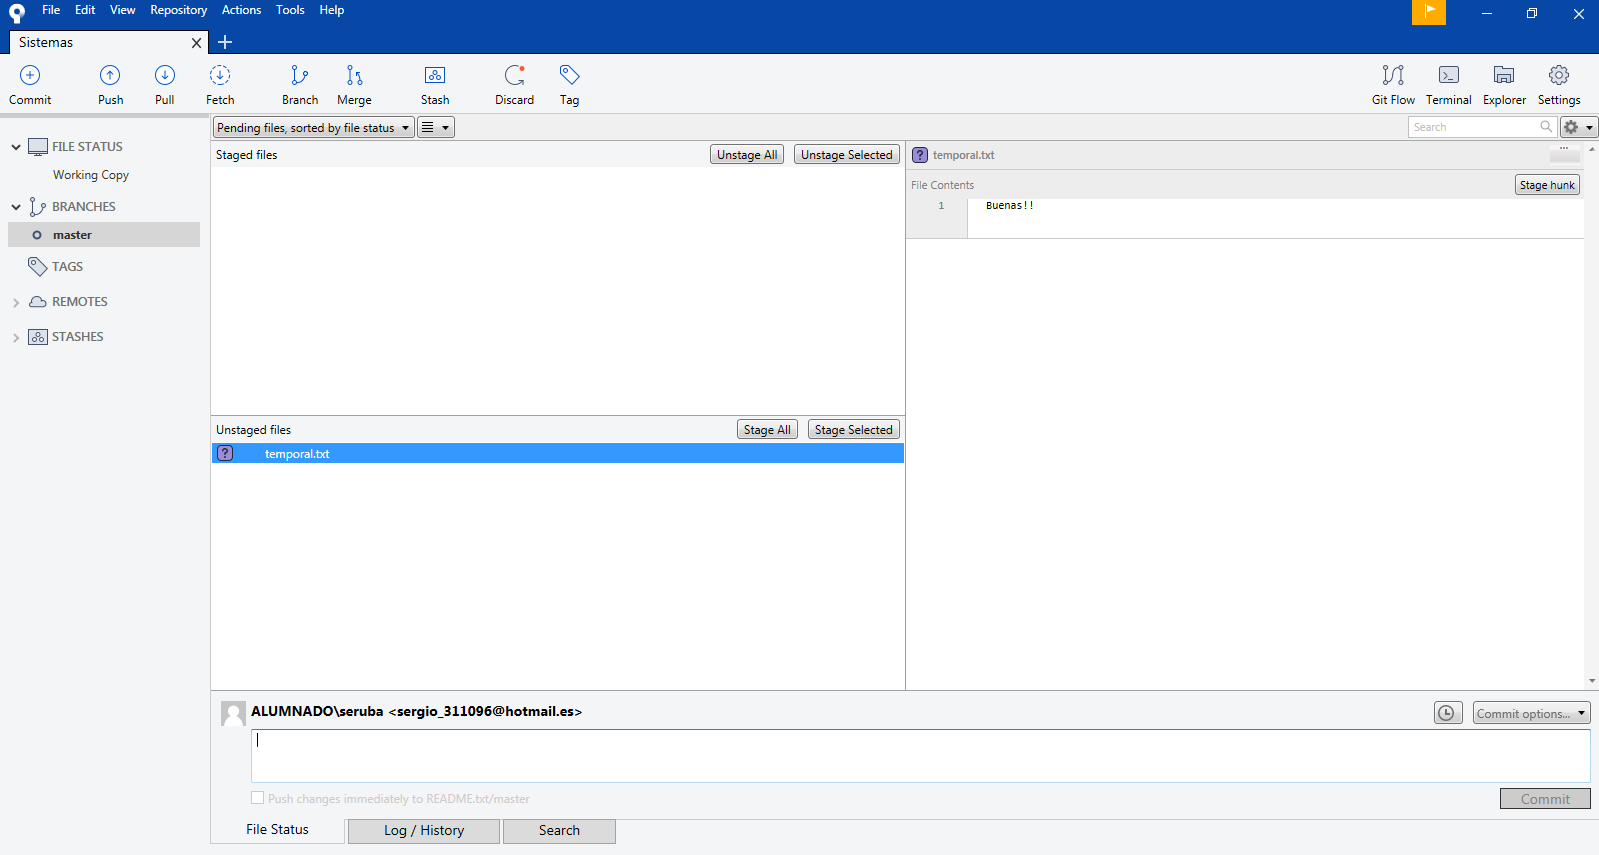 File Edit View Repository Actions Tools Help
Sistemas
Commit Push Pull Fetch Branch Merge Stash Discard Tag Git Flow Terminal Explorer Settings
FILE STATUS
Working Copy
BRANCHES
master
TAGS
REMOTES
STASHES
Pending files, sorted by file status
Search
Staged files Unstage All Unstage Selected
Unstaged files Stage All Stage Selected
? temporal.txt
? temporal.txt
File Contents Stage hunk
1 Buenas!!
ALUMNADO\seruba <sergio_311096@hotmail.es> Commit options...
Push changes immediately to README.txt/master Commit
File Status Log / History Search